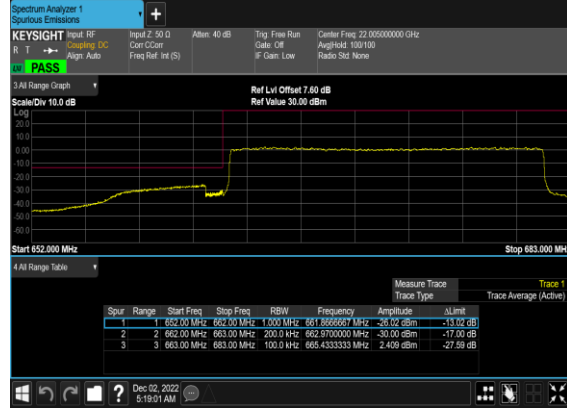 Spectrum Analyzer 1
Spurious Emissions
+
KEYSIGHT Input: RF Input Z: 50 Ω Atten: 40 dB Trig: Free Run Center Freq: 22.005000000 GHz
R T Coupling: DC Corr CCorr Gate: Off Avg|Hold: 100/100
Align: Auto Freq Ref: Int (S) IF Gain: Low Radio Std: None
PASS
3 All Range Graph
Ref Lvl Offset 7.60 dB
Scale/Div 10.0 dB Ref Value 30.00 dBm
Log
20.0
10.0
0.00
-10.0
-20.0
-30.0
-40.0
-50.0
-60.0
Start 652.000 MHz Stop 683.000 MH
4 All Range Table
Measure Trace Trace 1
Trace Type Trace Average (Active)
Spur Range Start Freq Stop Freq RBW Frequency Amplitude ΔLimit
1 1 652.00 MHz 662.00 MHz 1.000 MHz 661.8666667 MHz -26.02 dBm -13.02 dB
2 2 662.00 MHz 663.00 MHz 200.0 kHz 662.9700000 MHz -30.00 dBm -17.00 dB
3 3 663.00 MHz 683.00 MHz 100.0 kHz 665.4333333 MHz 2.409 dBm -27.59 dB
? Dec 02, 2022
5:19:01 AM